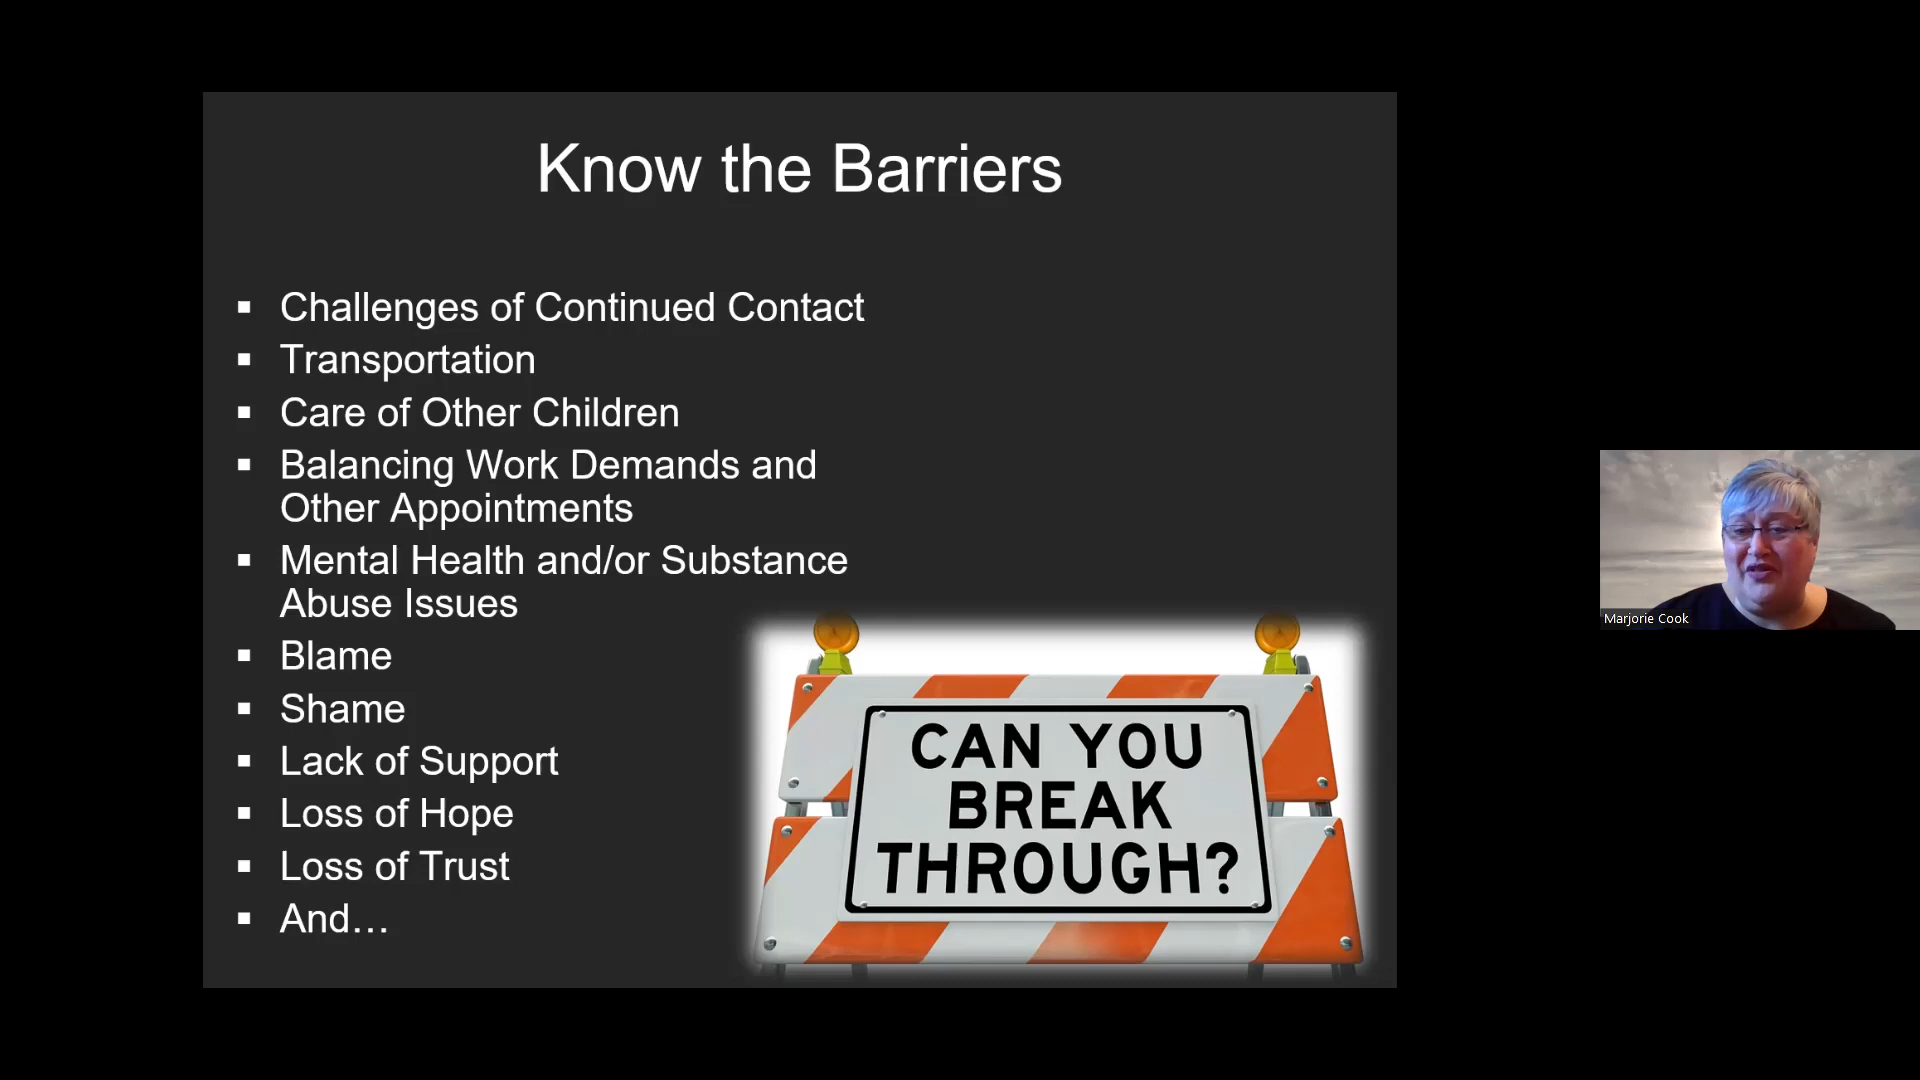 Know the Barriers
Challenges of Continued Contact
Transportation
Care of Other Children
Balancing Work Demands and
Other Appointments
Mental Health and/or Substance
Abuse Issues
Blame
Shame
Lack of Support
Loss of Hope
Loss of Trust
And...
CAN YOU
BREAK
THROUGH?
Marjorie Cook